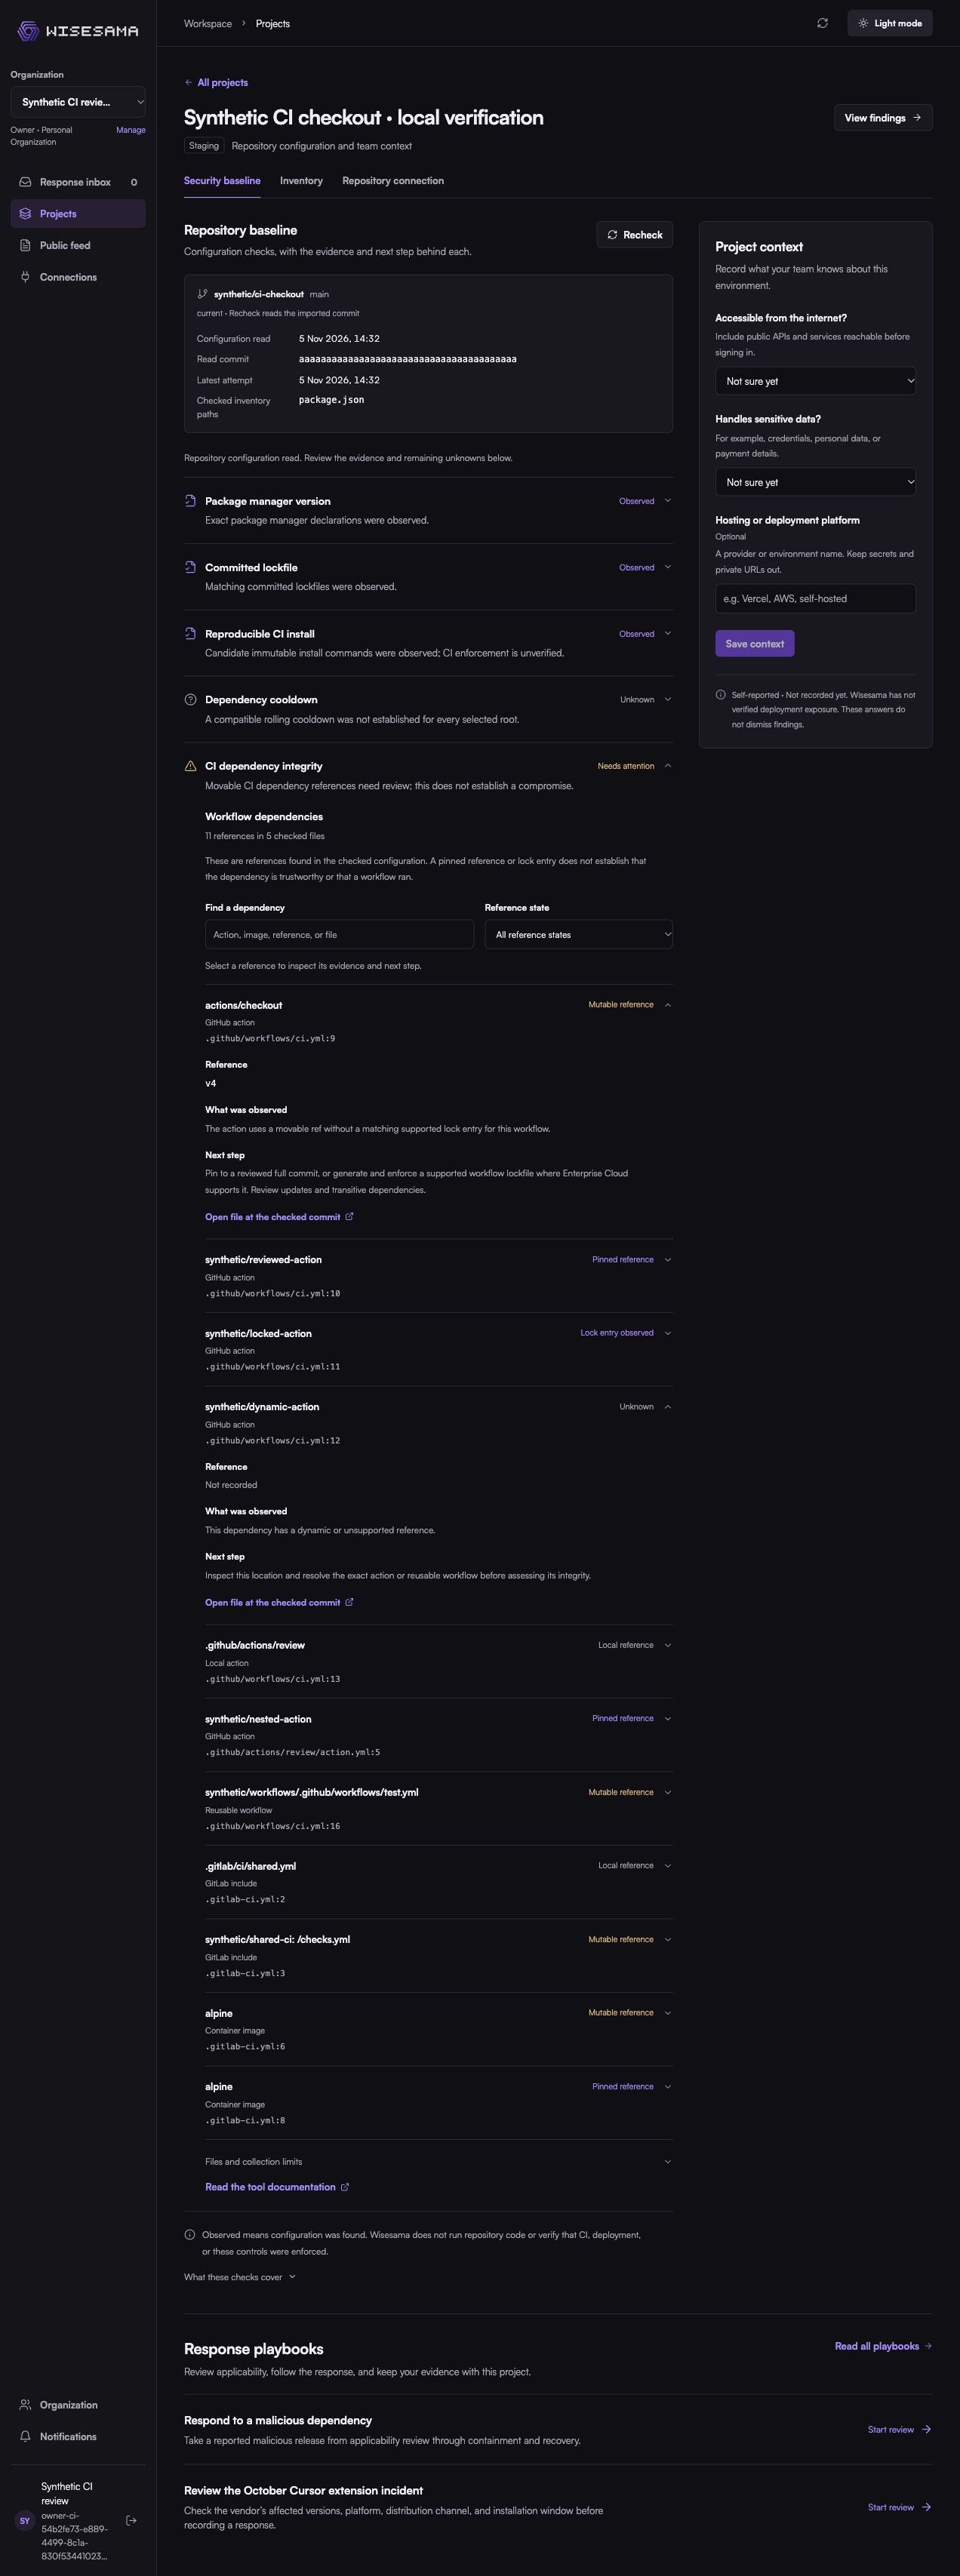 WISESAMA
Organization
Synthetic CI revie...
Owner · Personal
Organization
Manage
Response inbox 0
Projects
Public feed
Connections
Workspace > Projects
Light mode
← All projects
Synthetic CI checkout · local verification
View findings →
Staging Repository configuration and team context
Security baseline Inventory Repository connection
Repository baseline
Configuration checks, with the evidence and next step behind each.
Recheck
synthetic/ci-checkout main
current · Recheck reads the imported commit
Configuration read 5 Nov 2026, 14:32
Read commit aaaaaaaaaaaaaaaaaaaaaaaaaaaaaaaaaaaaaaaa
Latest attempt 5 Nov 2026, 14:32
Checked inventory
paths
package.json
Repository configuration read. Review the evidence and remaining unknowns below.
Package manager version Observed
Exact package manager declarations were observed.
Committed lockfile Observed
Matching committed lockfiles were observed.
Reproducible CI install Observed
Candidate immutable install commands were observed; CI enforcement is unverified.
Dependency cooldown Unknown
A compatible rolling cooldown was not established for every selected root.
CI dependency integrity Needs attention
Movable CI dependency references need review; this does not establish a compromise.
Workflow dependencies
11 references in 5 checked files
These are references found in the checked configuration. A pinned reference or lock entry does not establish that
the dependency is trustworthy or that a workflow ran.
Find a dependency
Action, image, reference, or file
Reference state
All reference states
Select a reference to inspect its evidence and next step.
actions/checkout Mutable reference
GitHub action
.github/workflows/ci.yml:9
Reference
v4
What was observed
The action uses a movable ref without a matching supported lock entry for this workflow.
Next step
Pin to a reviewed full commit, or generate and enforce a supported workflow lockfile where Enterprise Cloud
supports it. Review updates and transitive dependencies.
Open file at the checked commit
synthetic/reviewed-action Pinned reference
GitHub action
.github/workflows/ci.yml:10
synthetic/locked-action Lock entry observed
GitHub action
.github/workflows/ci.yml:11
synthetic/dynamic-action Unknown
GitHub action
.github/workflows/ci.yml:12
Reference
Not recorded
What was observed
This dependency has a dynamic or unsupported reference.
Next step
Inspect this location and resolve the exact action or reusable workflow before assessing its integrity.
Open file at the checked commit
.github/actions/review Local reference
Local action
.github/workflows/ci.yml:13
synthetic/nested-action Pinned reference
GitHub action
.github/actions/review/action.yml:5
synthetic/workflows/.github/workflows/test.yml Mutable reference
Reusable workflow
.github/workflows/ci.yml:16
.gitlab/ci/shared.yml Local reference
GitLab include
.gitlab-ci.yml:2
synthetic/shared-ci: /checks.yml Mutable reference
GitLab include
.gitlab-ci.yml:3
alpine Mutable reference
Container image
.gitlab-ci.yml:6
alpine Pinned reference
Container image
.gitlab-ci.yml:8
Files and collection limits
Read the tool documentation
Observed means configuration was found. Wisesama does not run repository code or verify that CI, deployment,
or these controls were enforced.
What these checks cover
Project context
Record what your team knows about this
environment.
Accessible from the internet?
Include public APIs and services reachable before
signing in.
Not sure yet
Handles sensitive data?
For example, credentials, personal data, or
payment details.
Not sure yet
Hosting or deployment platform
Optional
A provider or environment name. Keep secrets and
private URLs out.
e.g. Vercel, AWS, self-hosted
Save context
Self-reported · Not recorded yet. Wisesama has not
verified deployment exposure. These answers do
not dismiss findings.
Response playbooks
Read all playbooks →
Review applicability, follow the response, and keep your evidence with this project.
Respond to a malicious dependency
Take a reported malicious release from applicability review through containment and recovery.
Start review →
Review the October Cursor extension incident
Check the vendor's affected versions, platform, distribution channel, and installation window before
recording a response.
Start review →
Organization
Notifications
SY
Synthetic CI
review
owner-ci-
54b2fe73-e889-
4499-8c1a-
830f53441023...